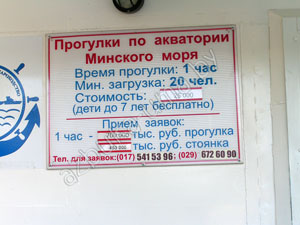 Прогулки по акватории
Минского моря
Время прогулки: 1 час
Мин. загрузка: 20 чел.
Стоимость:
(дети до 7 лет бесплатно)
Прием заявок:
1 час - тыс. руб. прогулка
тыс. руб. стоянка
Тел. для заявок: (017) 541 53 96; (029) 672 60 90